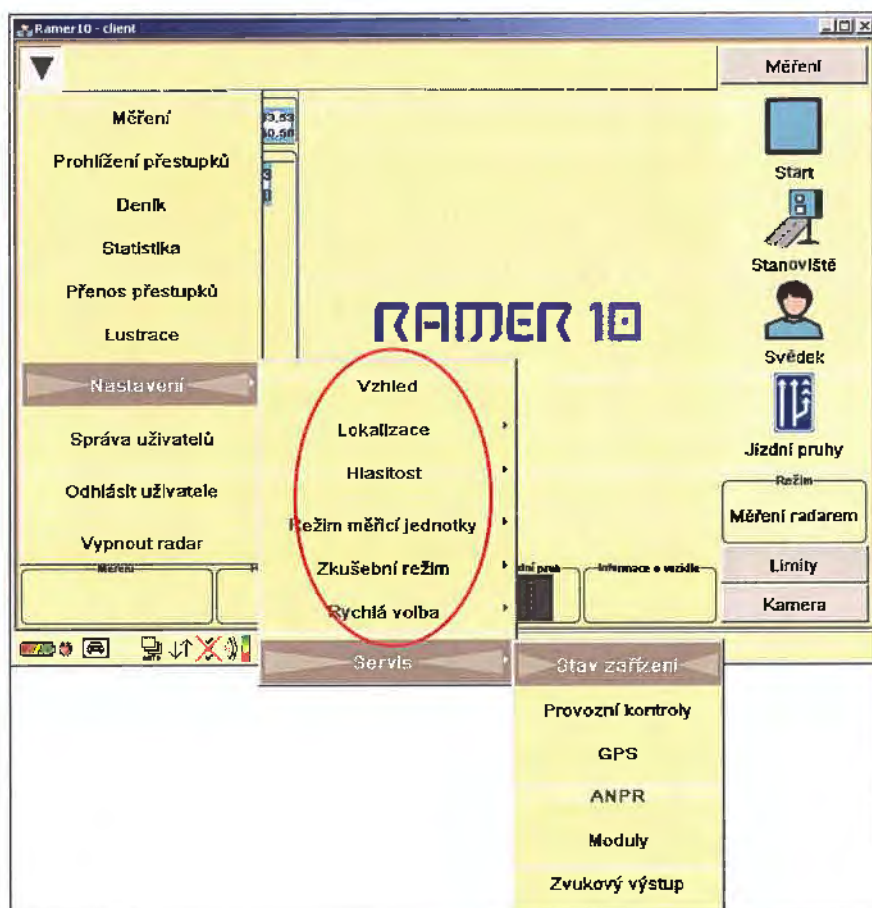 Ramer10 - client
Měření
Měření
Prohlížení přestupků
Deník
Statistika
Přenos přestupků
Lustrace
Nastavení
Správa uživatelů
Odhlásit uživatele
Vypnout radar
RAMER 10
Vzhled
Lokalizace
Hlasitost
Režim měřicí jednotky
Zkušební režim
Rychlá volba
Servis
Stav zařízení
Provozní kontroly
GPS
ANPR
Moduly
Zvukový výstup
Start
Stanoviště
Svědek
Jízdní pruhy
Režim
Měření radarem
Limity
Kamera
Měření
Informace o vozidle